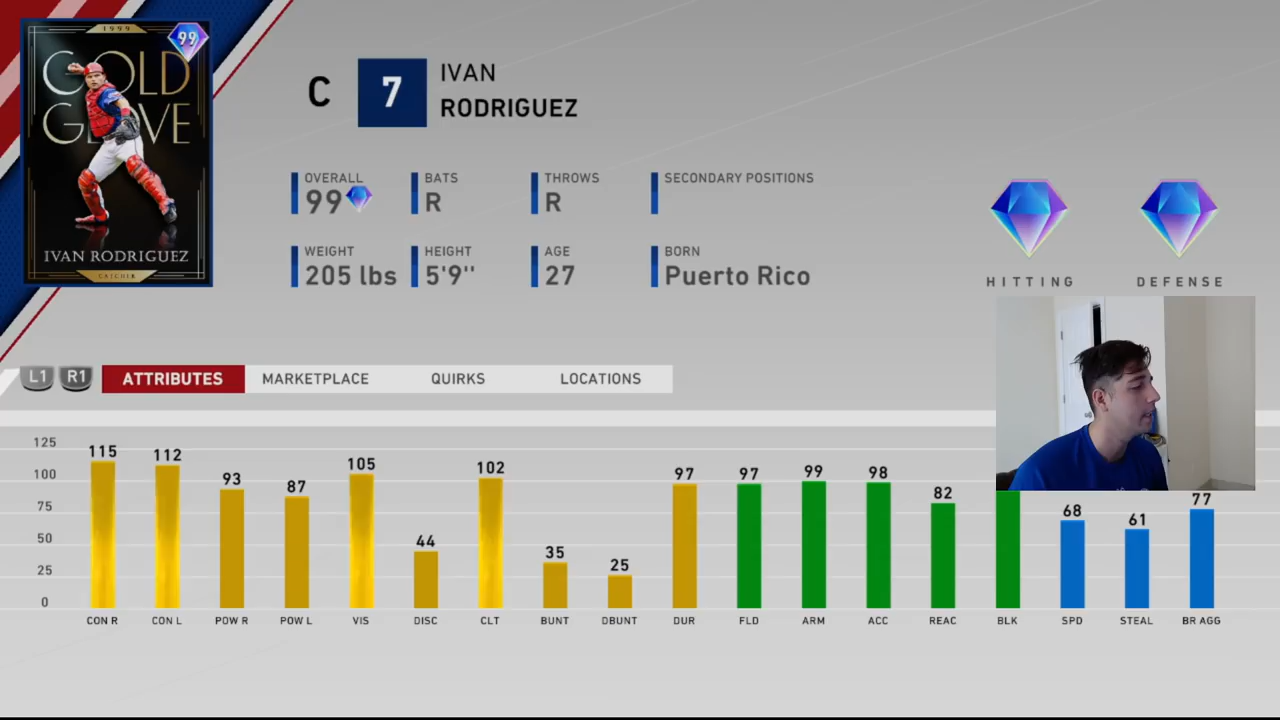 1999
99
GOLD
GLOVE
IVAN RODRIGUEZ
CATCHER
C
7
IVAN
RODRIGUEZ
OVERALL
99
BATS
R
THROWS
R
SECONDARY POSITIONS
WEIGHT
205 lbs
HEIGHT
5'9''
AGE
27
BORN
Puerto Rico
HITTING
DEFENSE
L1 R1 ATTRIBUTES MARKETPLACE QUIRKS LOCATIONS
125
100
75
50
25
0
115 112 93 87 105 44 102 35 25 97 97 99 98 82 68 61 77
CON R CON L POW R POW L VIS DISC CLT BUNT DBUNT DUR FLD ARM ACC REAC BLK SPD STEAL BR AGG